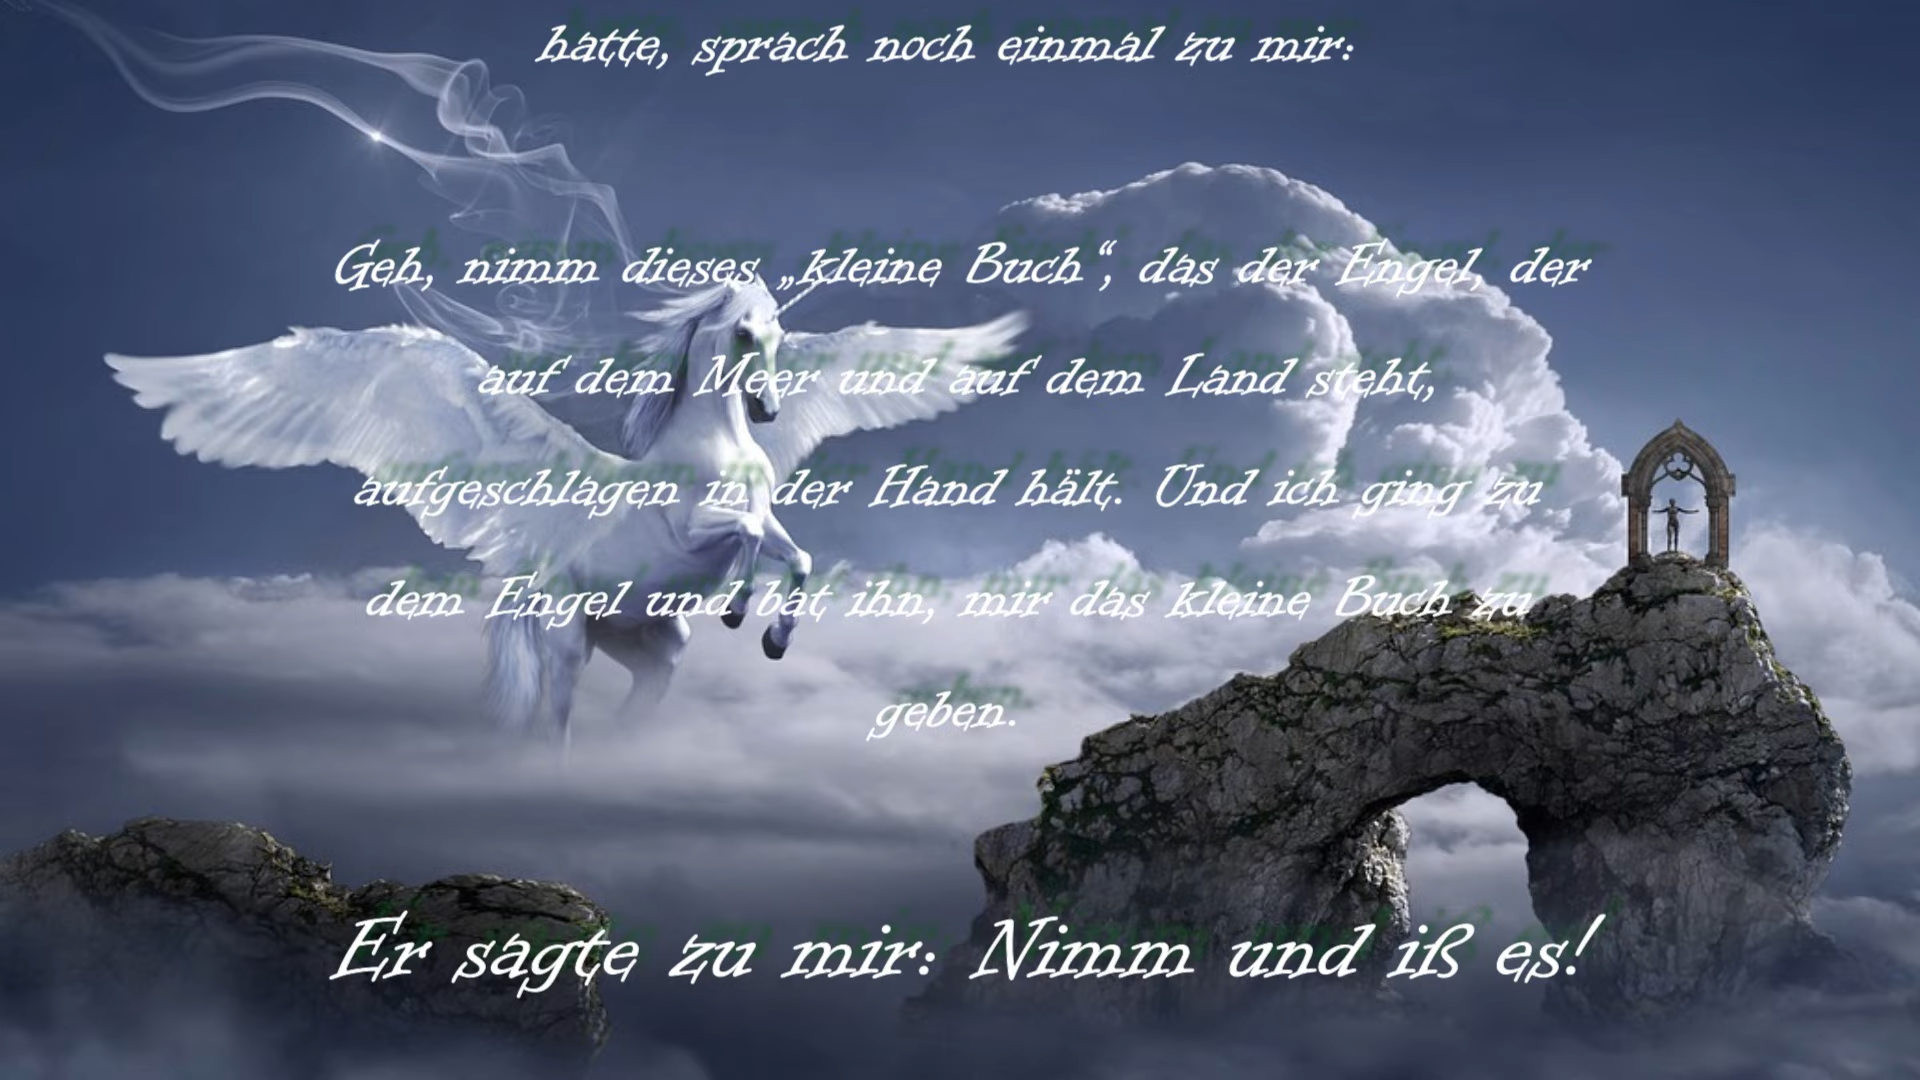 hatte, sprach noch einmal zu mir:
Geh, nimm dieses „kleine Buch“, das der Engel, der
auf dem Meer und auf dem Land steht,
aufgeschlagen in der Hand hält. Und ich ging zu
dem Engel und bat ihn, mir das kleine Buch zu
geben.
Er sagte zu mir: Nimm und iß es!